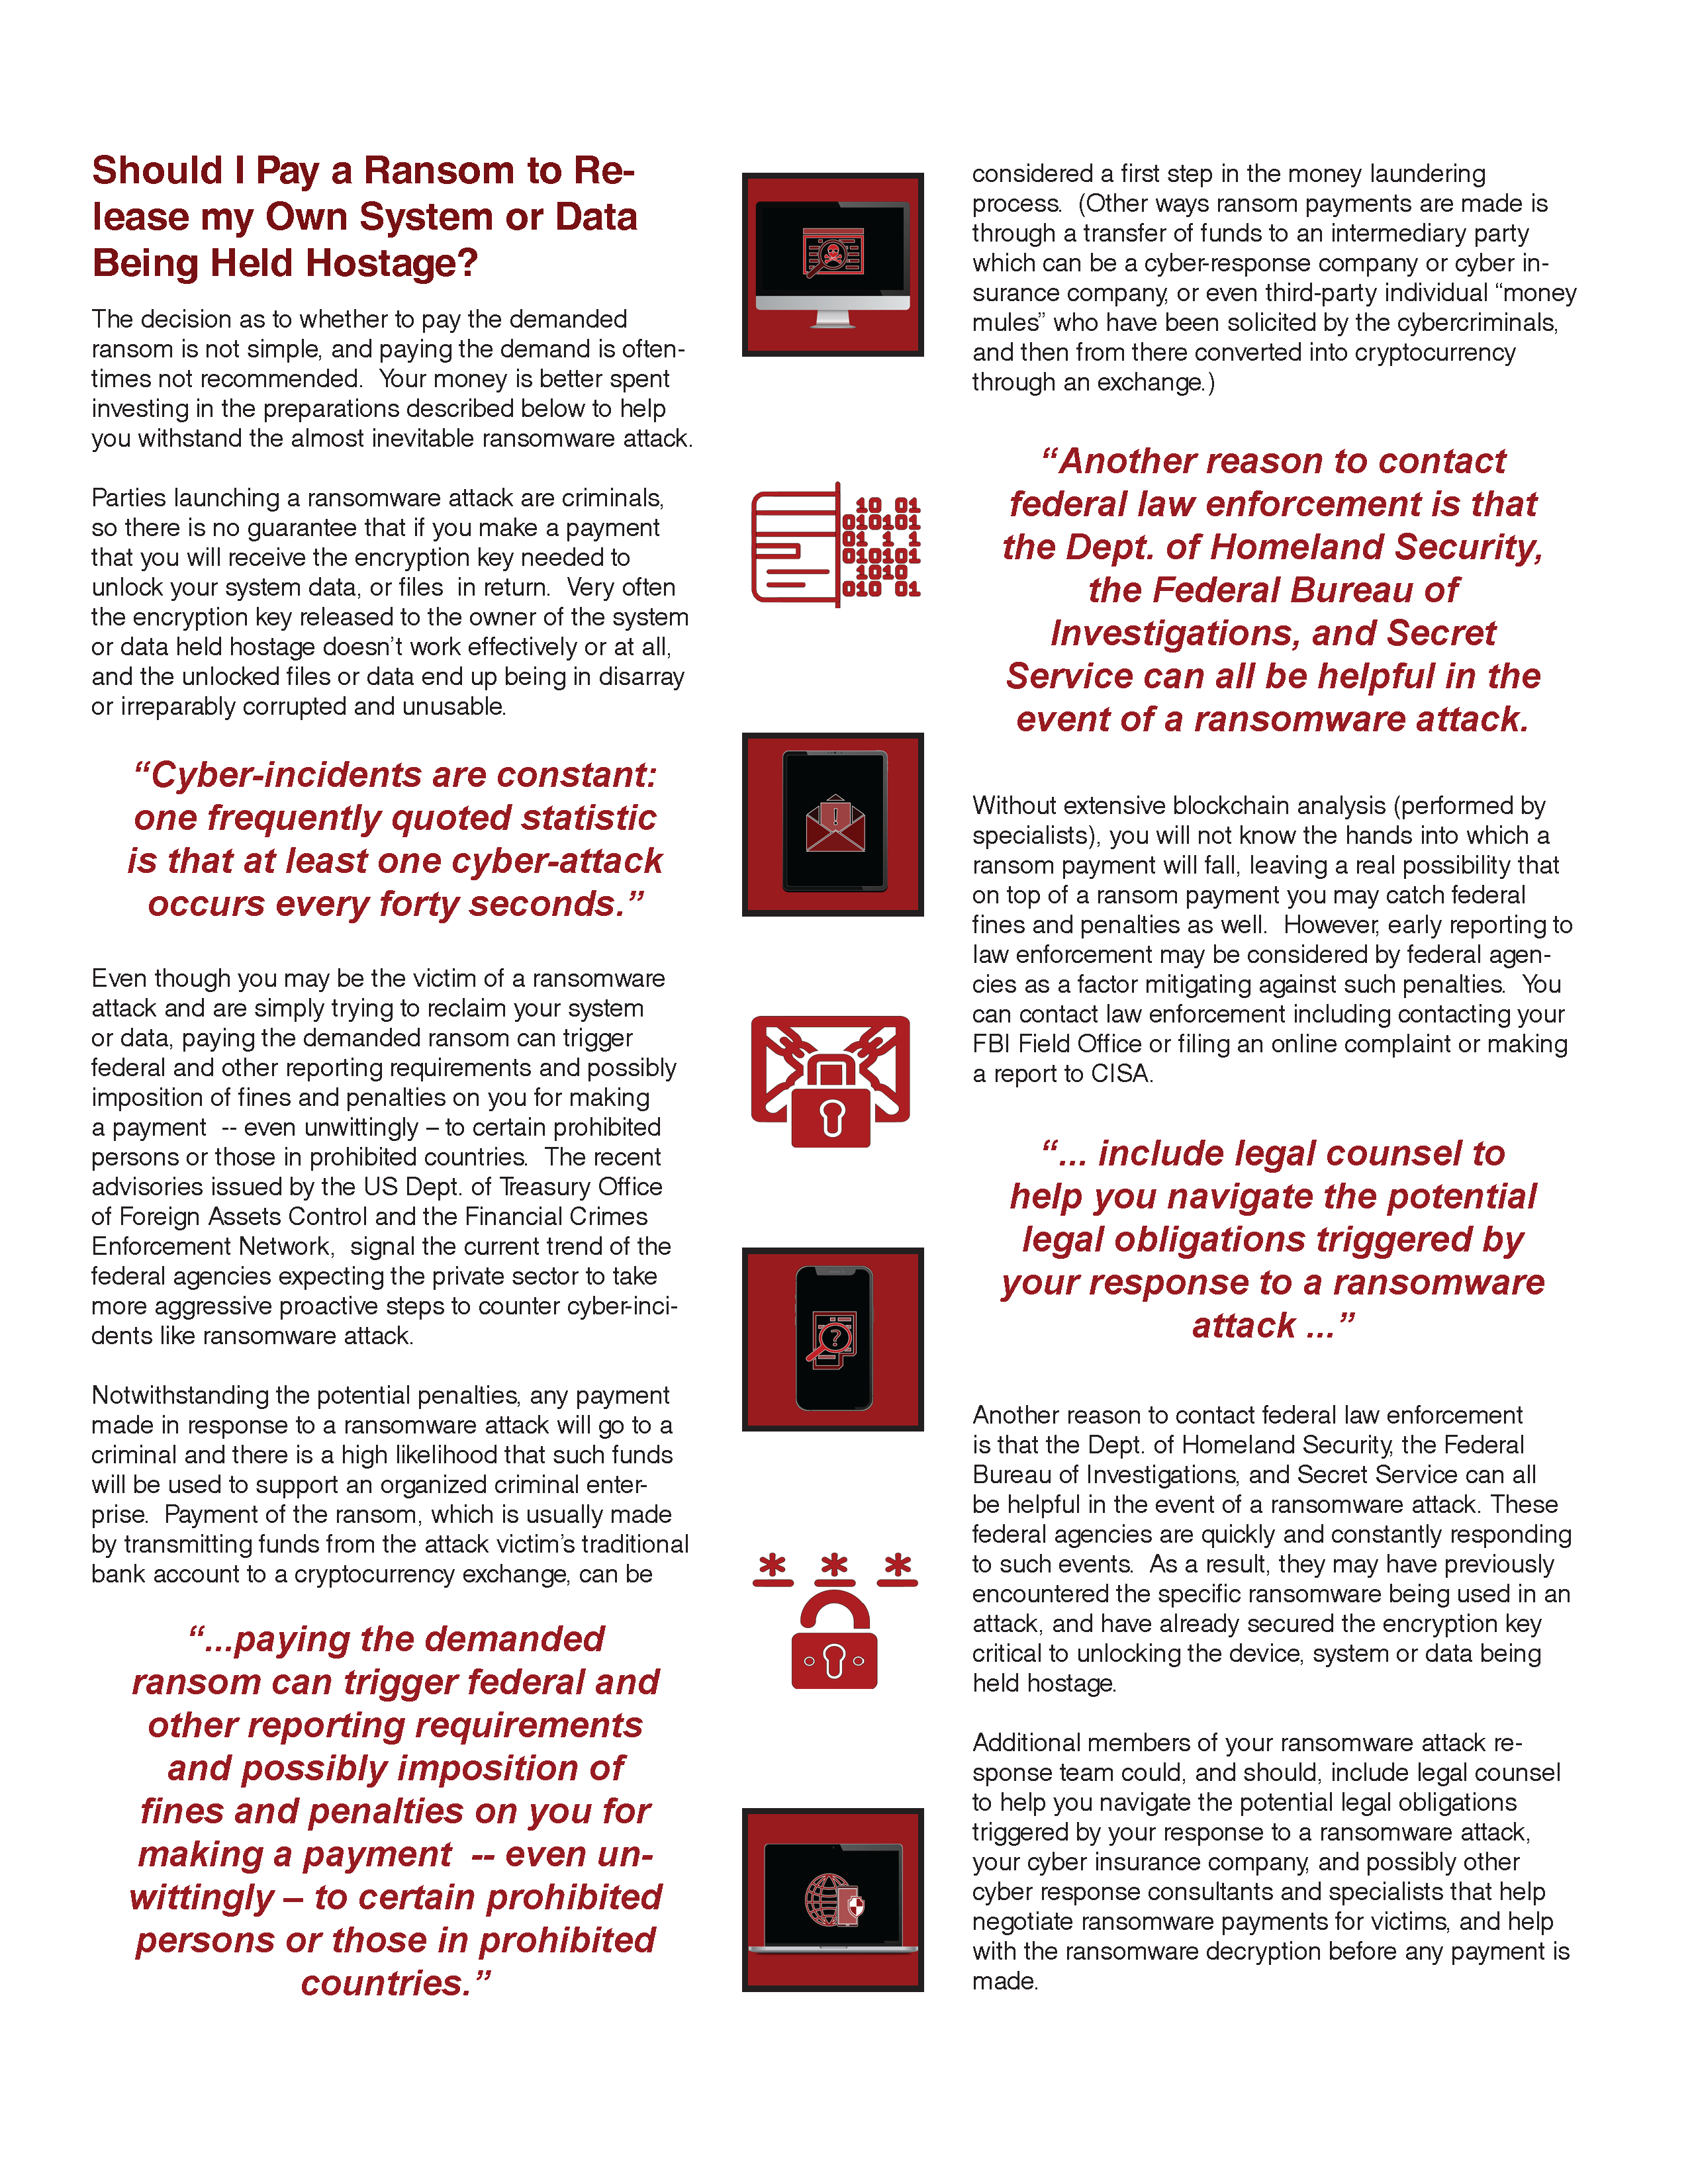 Should I Pay a Ransom to Re-
lease my Own System or Data
Being Held Hostage?
The decision as to whether to pay the demanded
ransom is not simple, and paying the demand is often-
times not recommended.  Your money is better spent
investing in the preparations described below to help
you withstand the almost inevitable ransomware attack.
Parties launching a ransomware attack are criminals,
so there is no guarantee that if you make a payment
that you will receive the encryption key needed to
unlock your system data, or files  in return.  Very often
the encryption key released to the owner of the system
or data held hostage doesn’t work effectively or at all,
and the unlocked files or data end up being in disarray
or irreparably corrupted and unusable.
“Cyber-incidents are constant:
one frequently quoted statistic
is that at least one cyber-attack
occurs every forty seconds.”
Even though you may be the victim of a ransomware
attack and are simply trying to reclaim your system
or data, paying the demanded ransom can trigger
federal and other reporting requirements and possibly
imposition of fines and penalties on you for making
a payment  -- even unwittingly – to certain prohibited
persons or those in prohibited countries.  The recent
advisories issued by the US Dept. of Treasury Office
of Foreign Assets Control and the Financial Crimes
Enforcement Network,  signal the current trend of the
federal agencies expecting the private sector to take
more aggressive proactive steps to counter cyber-inci-
dents like ransomware attack.
Notwithstanding the potential penalties, any payment
made in response to a ransomware attack will go to a
criminal and there is a high likelihood that such funds
will be used to support an organized criminal enter-
prise.  Payment of the ransom, which is usually made
by transmitting funds from the attack victim’s traditional
bank account to a cryptocurrency exchange, can be
“...paying the demanded
ransom can trigger federal and
other reporting requirements
and possibly imposition of
fines and penalties on you for
making a payment  -- even un-
wittingly – to certain prohibited
persons or those in prohibited
countries.”
10 01
010101
01 1 1
010101
1010
010 01
!
?
* * *
considered a first step in the money laundering
process.  (Other ways ransom payments are made is
through a transfer of funds to an intermediary party
which can be a cyber-response company or cyber in-
surance company, or even third-party individual “money
mules” who have been solicited by the cybercriminals,
and then from there converted into cryptocurrency
through an exchange.)
“Another reason to contact
federal law enforcement is that
the Dept. of Homeland Security,
the Federal Bureau of
Investigations, and Secret
Service can all be helpful in the
event of a ransomware attack.
Without extensive blockchain analysis (performed by
specialists), you will not know the hands into which a
ransom payment will fall, leaving a real possibility that
on top of a ransom payment you may catch federal
fines and penalties as well.  However, early reporting to
law enforcement may be considered by federal agen-
cies as a factor mitigating against such penalties.  You
can contact law enforcement including contacting your
FBI Field Office or filing an online complaint or making
a report to CISA.
“... include legal counsel to
help you navigate the potential
legal obligations triggered by
your response to a ransomware
attack ...”
Another reason to contact federal law enforcement
is that the Dept. of Homeland Security, the Federal
Bureau of Investigations, and Secret Service can all
be helpful in the event of a ransomware attack. These
federal agencies are quickly and constantly responding
to such events.  As a result, they may have previously
encountered the specific ransomware being used in an
attack, and have already secured the encryption key
critical to unlocking the device, system or data being
held hostage.
Additional members of your ransomware attack re-
sponse team could, and should, include legal counsel
to help you navigate the potential legal obligations
triggered by your response to a ransomware attack,
your cyber insurance company, and possibly other
cyber response consultants and specialists that help
negotiate ransomware payments for victims, and help
with the ransomware decryption before any payment is
made.